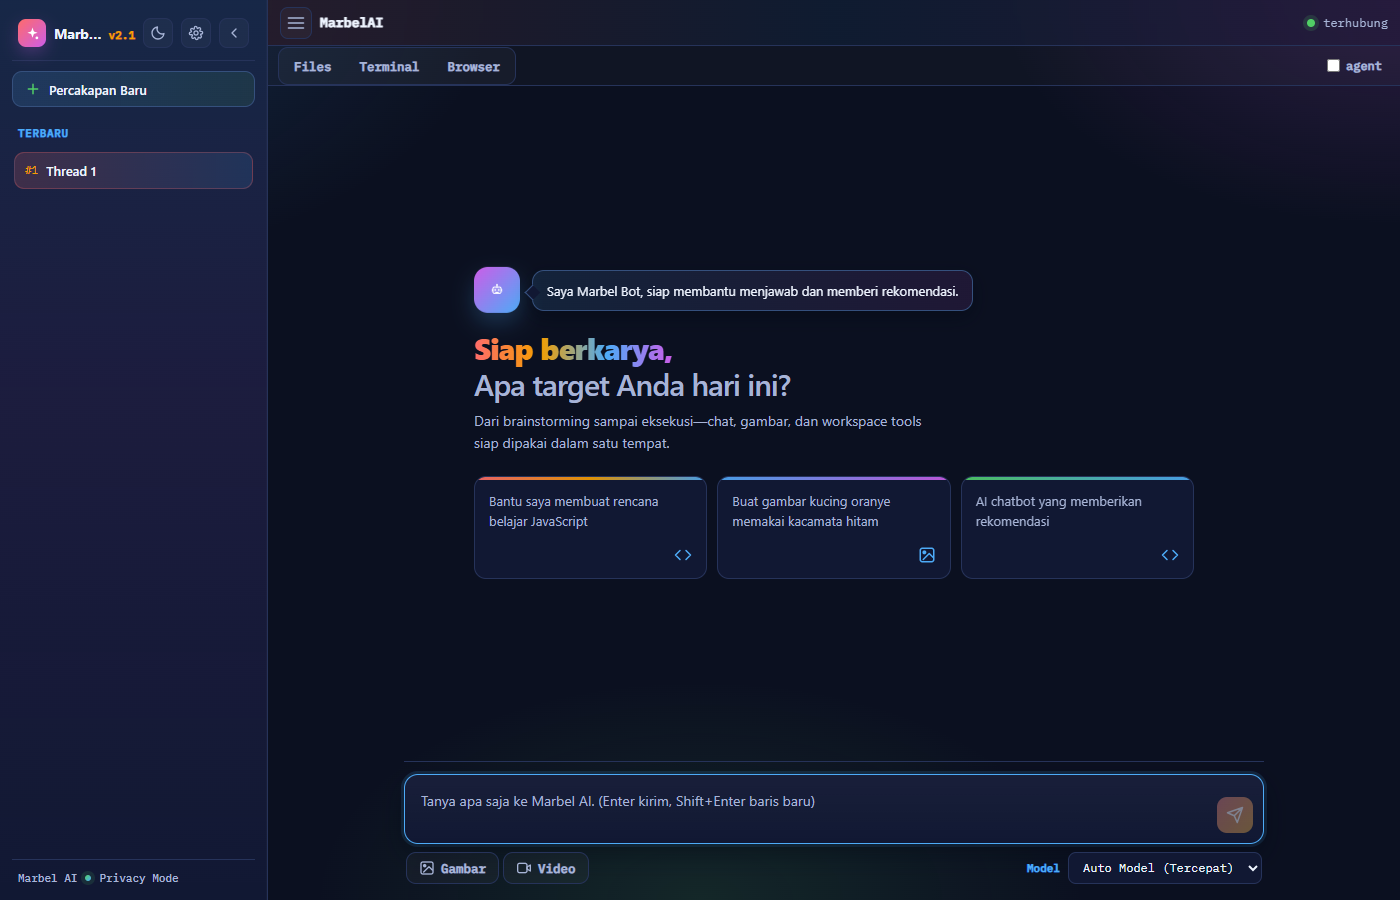 Marb... v2.1
Percakapan Baru
TERBARU
#1 Thread 1
Marbel AI Privacy Mode
MarbelAI
terhubung
Files Terminal Browser
agent
Saya Marbel Bot, siap membantu menjawab dan memberi rekomendasi.
Siap berkarya,
Apa target Anda hari ini?
Dari brainstorming sampai eksekusi—chat, gambar, dan workspace tools
siap dipakai dalam satu tempat.
Bantu saya membuat rencana
belajar JavaScript
Buat gambar kucing oranye
memakai kacamata hitam
AI chatbot yang memberikan
rekomendasi
Tanya apa saja ke Marbel AI. (Enter kirim, Shift+Enter baris baru)
Gambar Video
Model Auto Model (Tercepat)